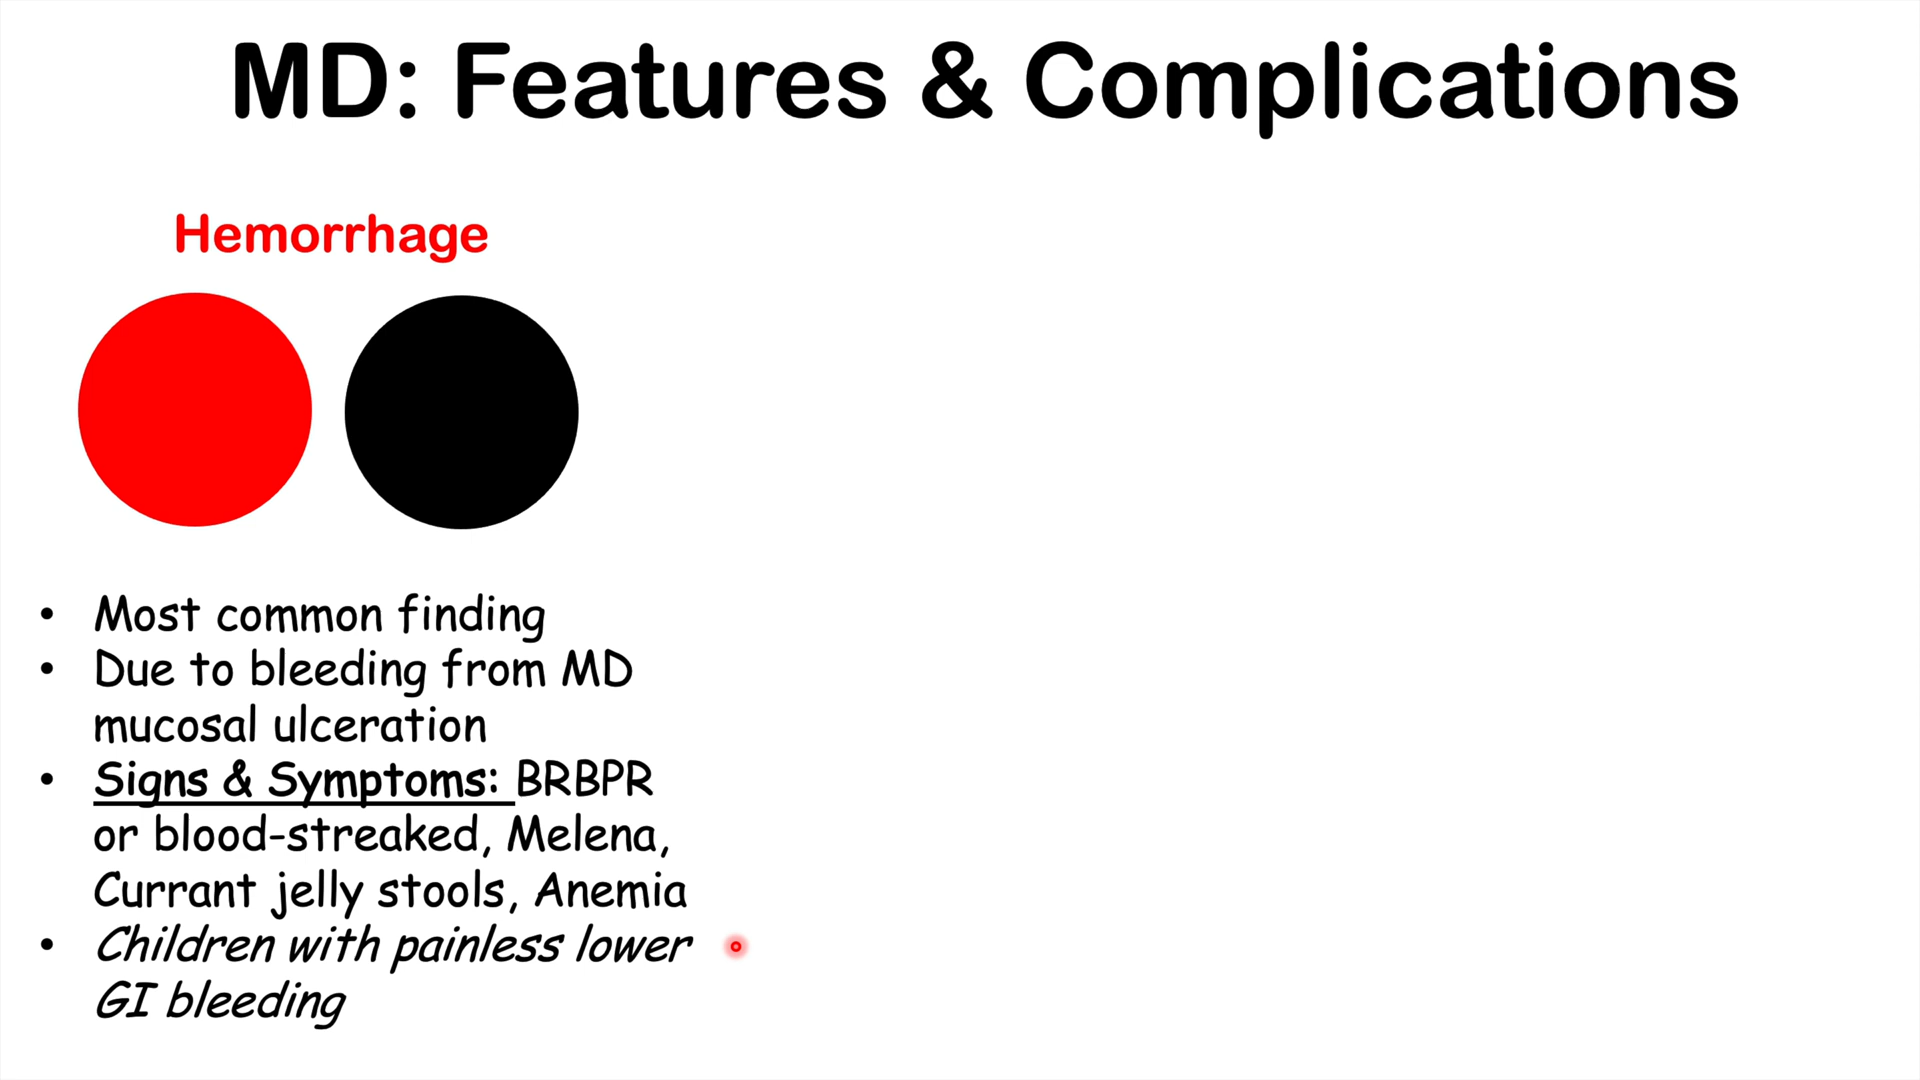 MD: Features & Complications
Hemorrhage
• Most common finding
• Due to bleeding from MD
mucosal ulceration
• Signs & Symptoms: BRBPR
or blood-streaked, Melena,
Currant jelly stools, Anemia
• Children with painless lower
GI bleeding